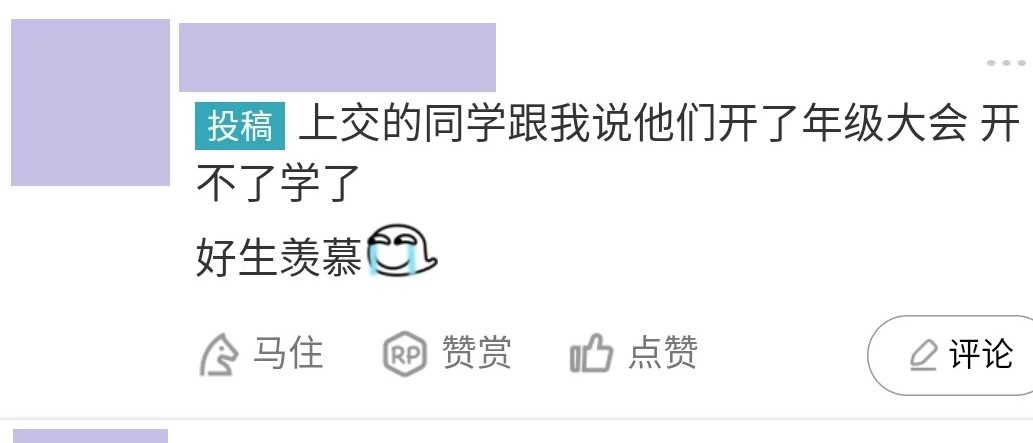 投稿 上交的同学跟我说他们开了年级大会 开
不了学了
好生羡慕
马住 RP 赞赏 点赞 评论